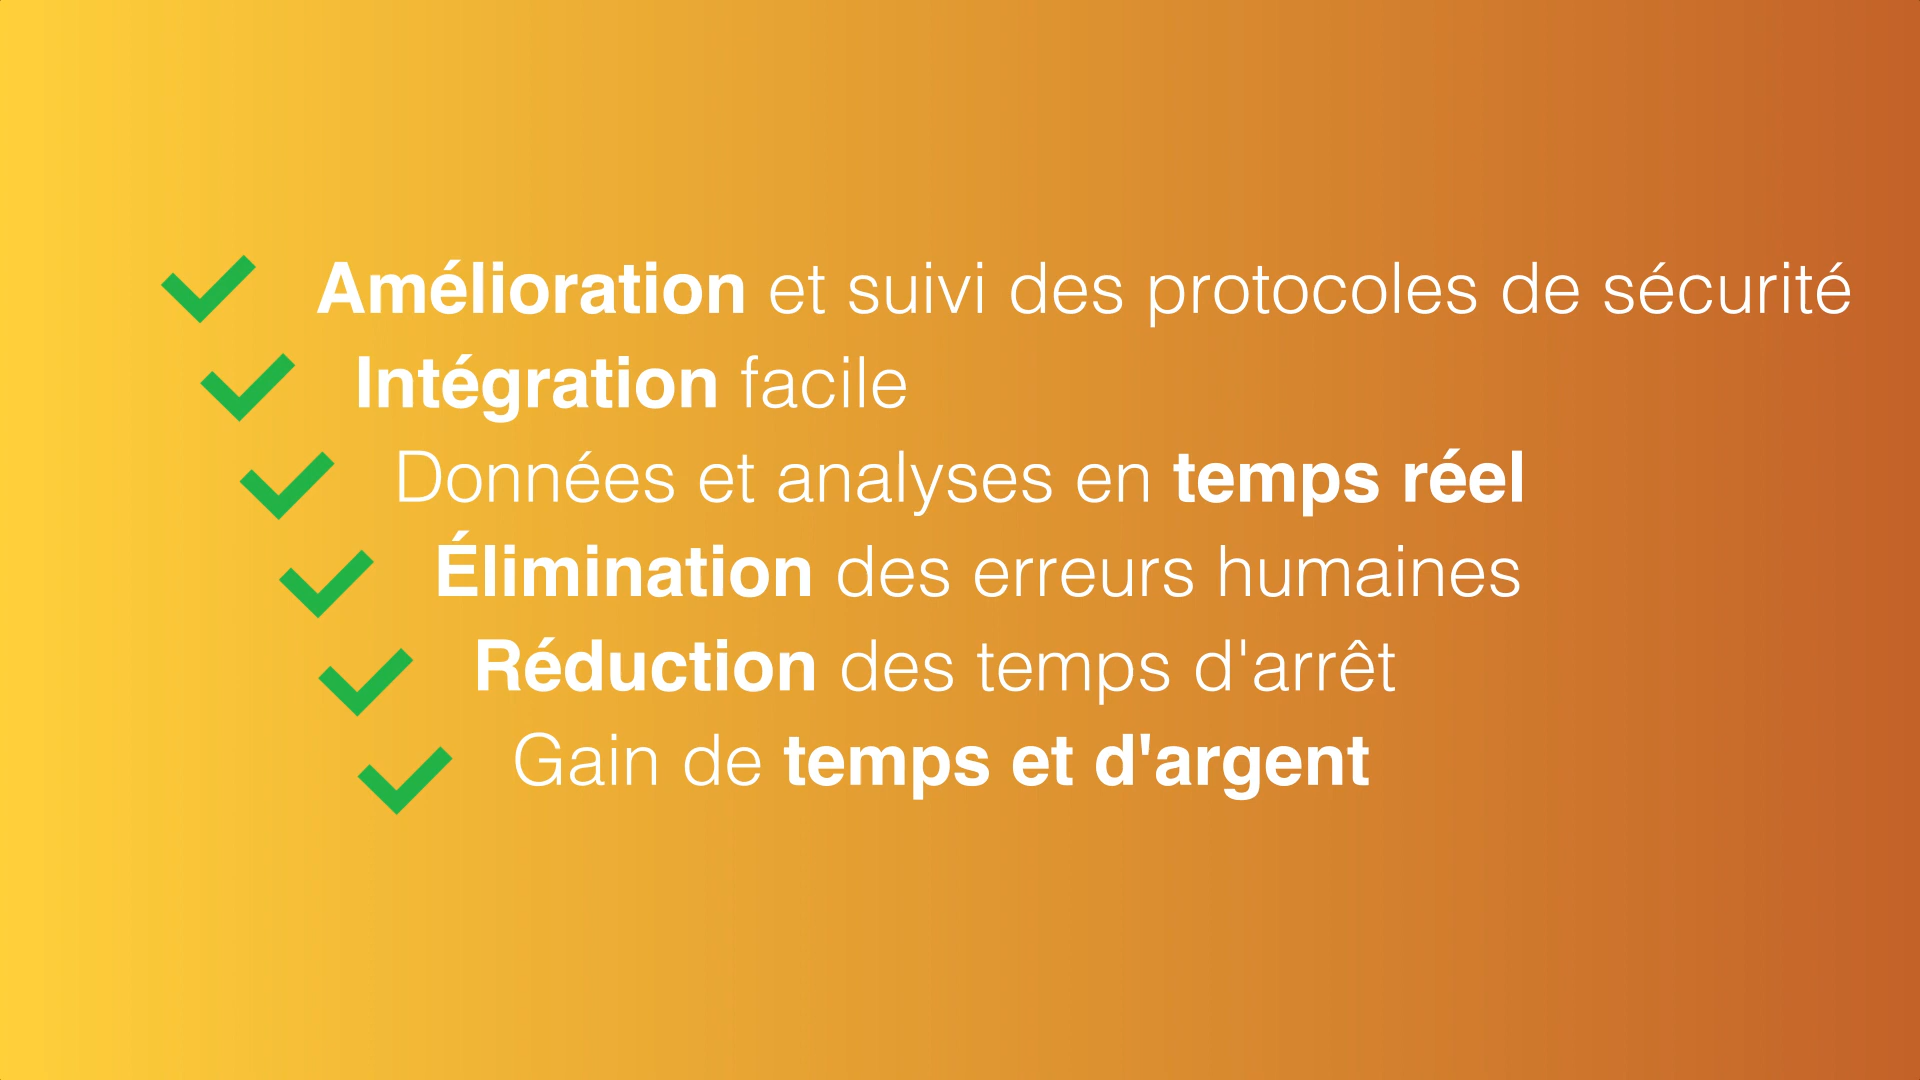 Amélioration et suivi des protocoles de sécurité
Intégration facile
Données et analyses en temps réel
Élimination des erreurs humaines
Réduction des temps d'arrêt
Gain de temps et d'argent